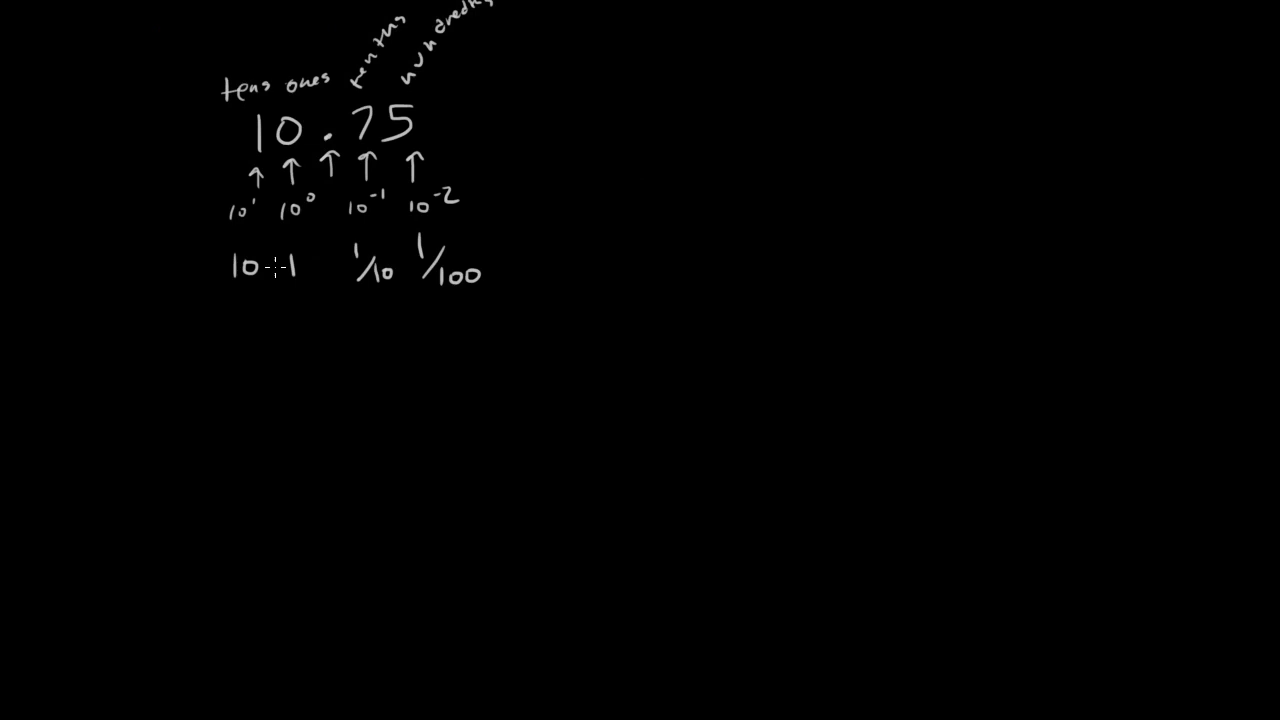 tens ones tenths hundredths
10.75
↑ ↑ ↑ ↑ ↑
10¹ 10⁰ 10⁻¹ 10⁻²
10 1 1/10 1/100